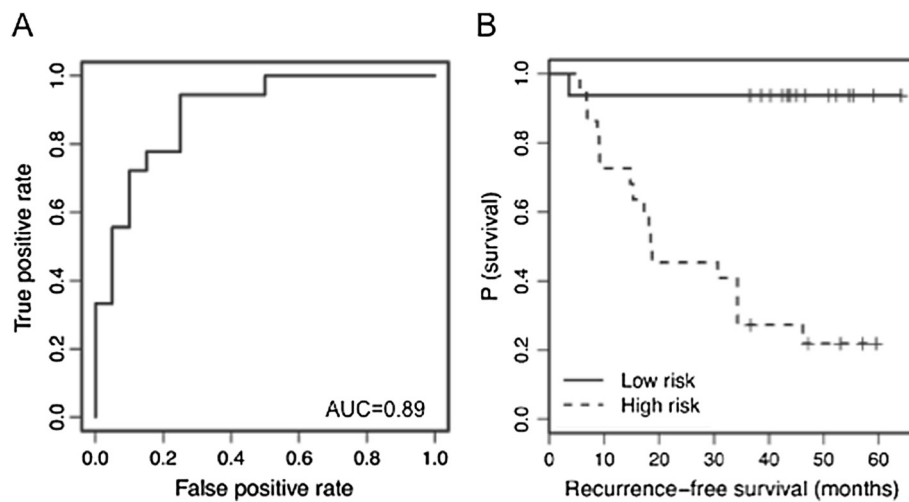 A
True positive rate
1.0
0.8
0.6
0.4
0.2
0.0
AUC=0.89
0.0 0.2 0.4 0.6 0.8 1.0
False positive rate
B
P (survival)
1.0
0.8
0.6
0.4
0.2
0.0
Low risk
High risk
0 10 20 30 40 50 60
Recurrence-free survival (months)